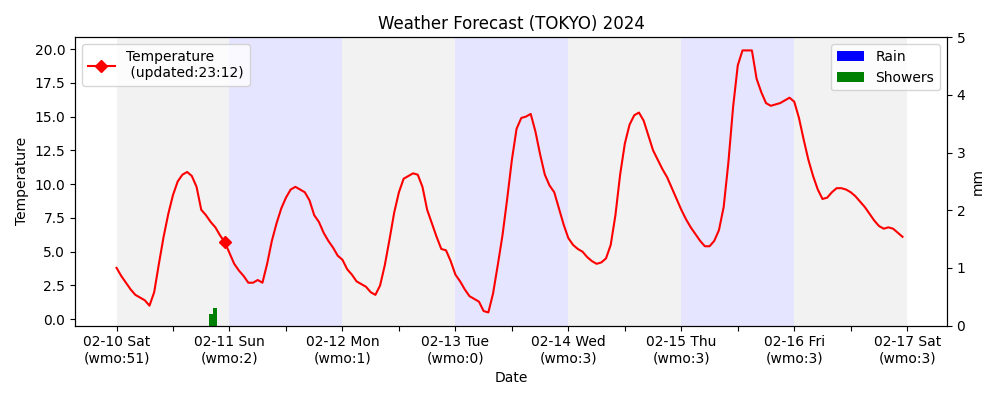 Weather Forecast (TOKYO) 2024
Temperature
(updated:23:12)
Rain
Showers
20.0
17.5
15.0
12.5
10.0
7.5
5.0
2.5
0.0
Temperature
5
4
3
2
1
0
mm
02-10 Sat 02-11 Sun 02-12 Mon 02-13 Tue 02-14 Wed 02-15 Thu 02-16 Fri 02-17 Sat
(wmo:51) (wmo:2) (wmo:1) (wmo:0) (wmo:3) (wmo:3) (wmo:3) (wmo:3)
Date